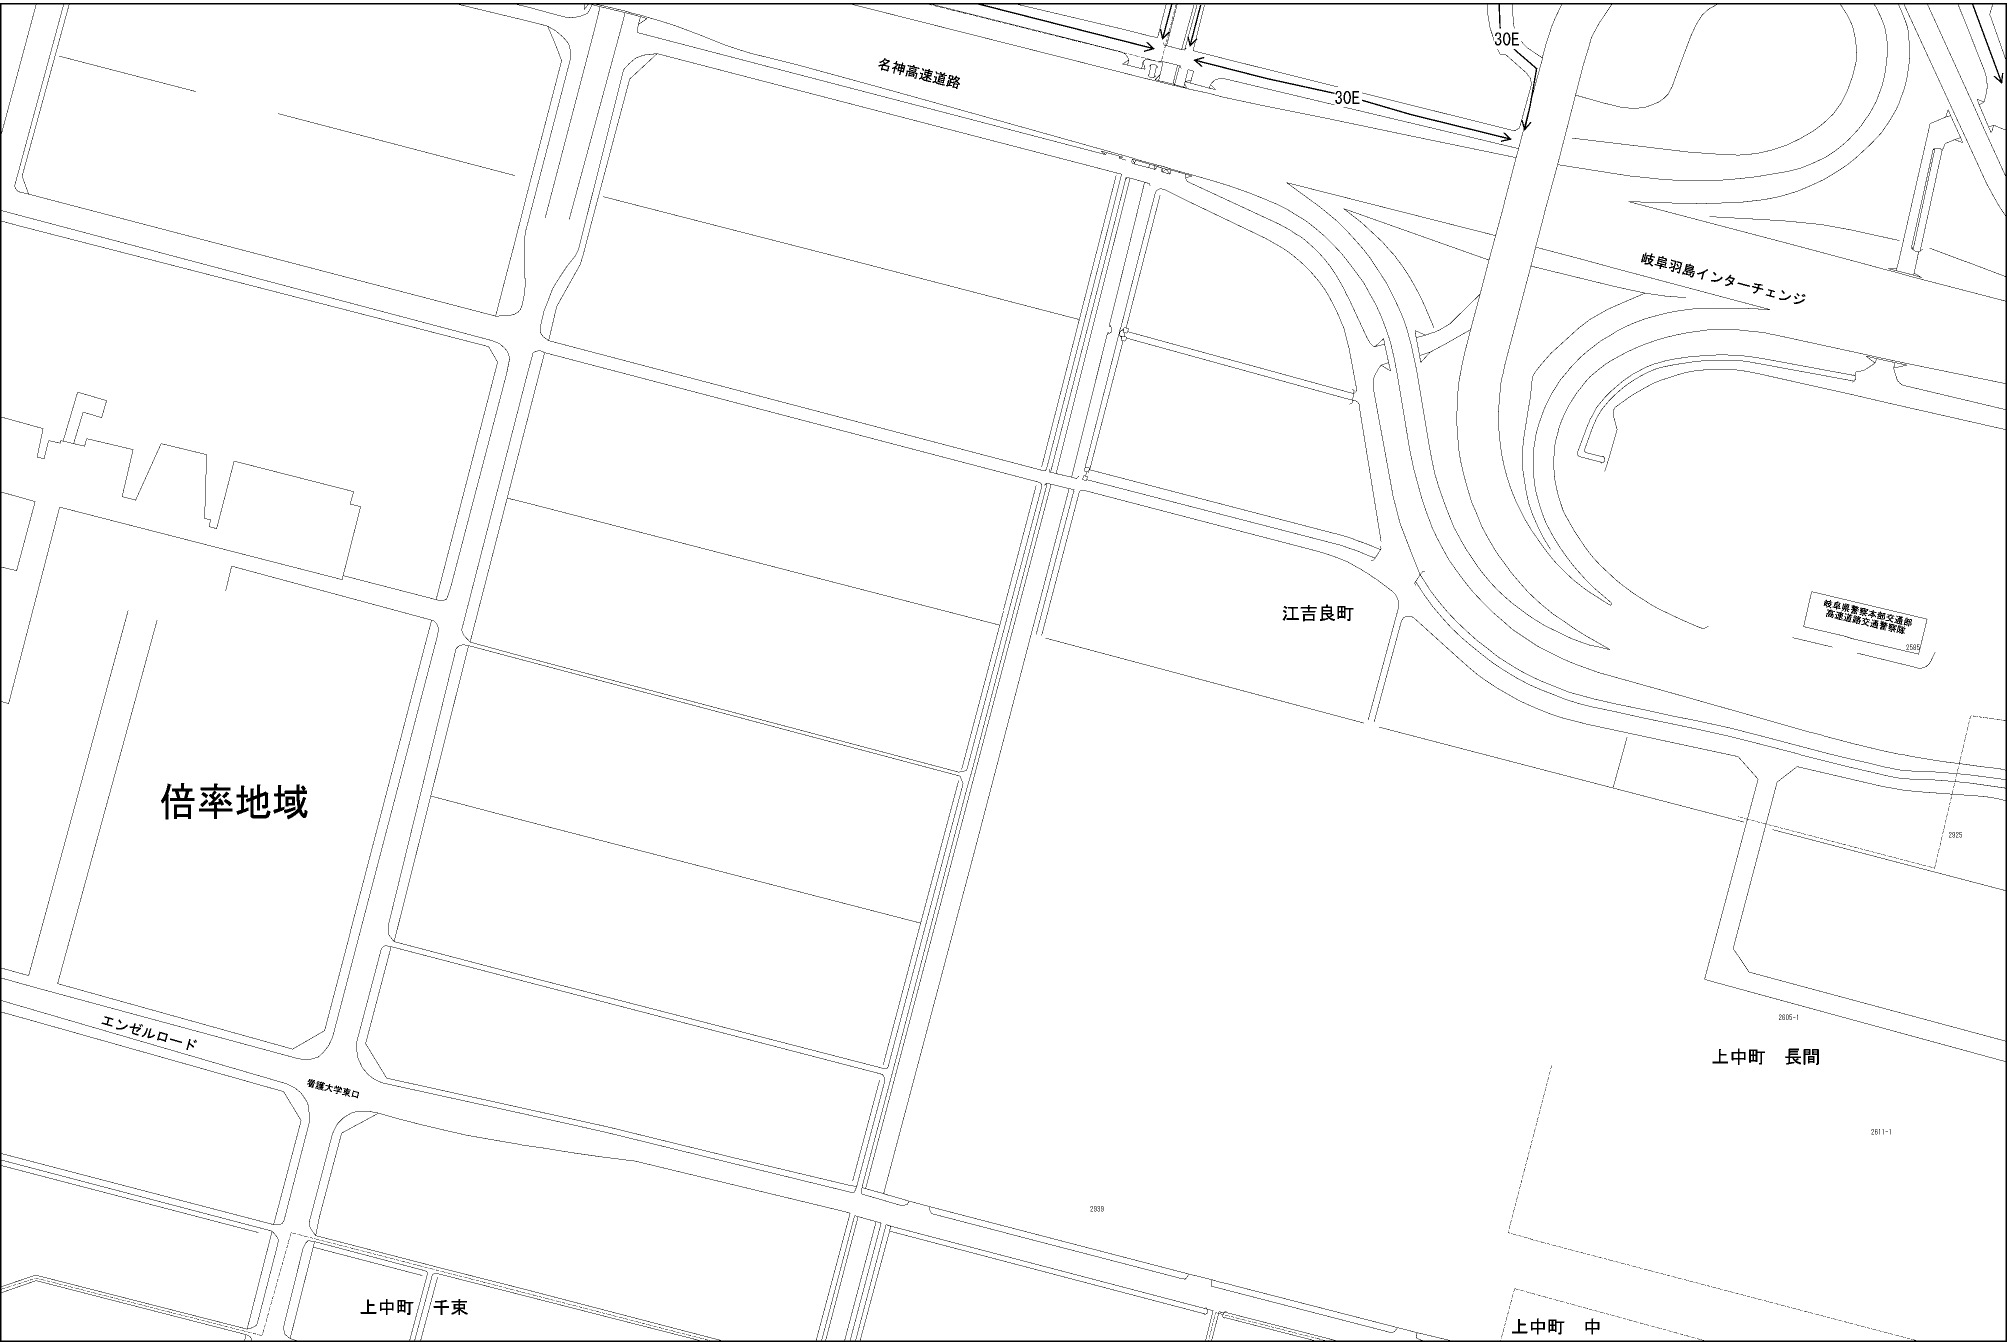 30E
名神高速道路
30E
岐阜羽島インターチェンジ
江吉良町
岐阜県警察本部交通部
高速道路交通警察隊
2585
倍率地域
2925
エンゼルロード
2605-1
上中町　長間
看護大学東口
2611-1
2939
上中町　千束
上中町　中